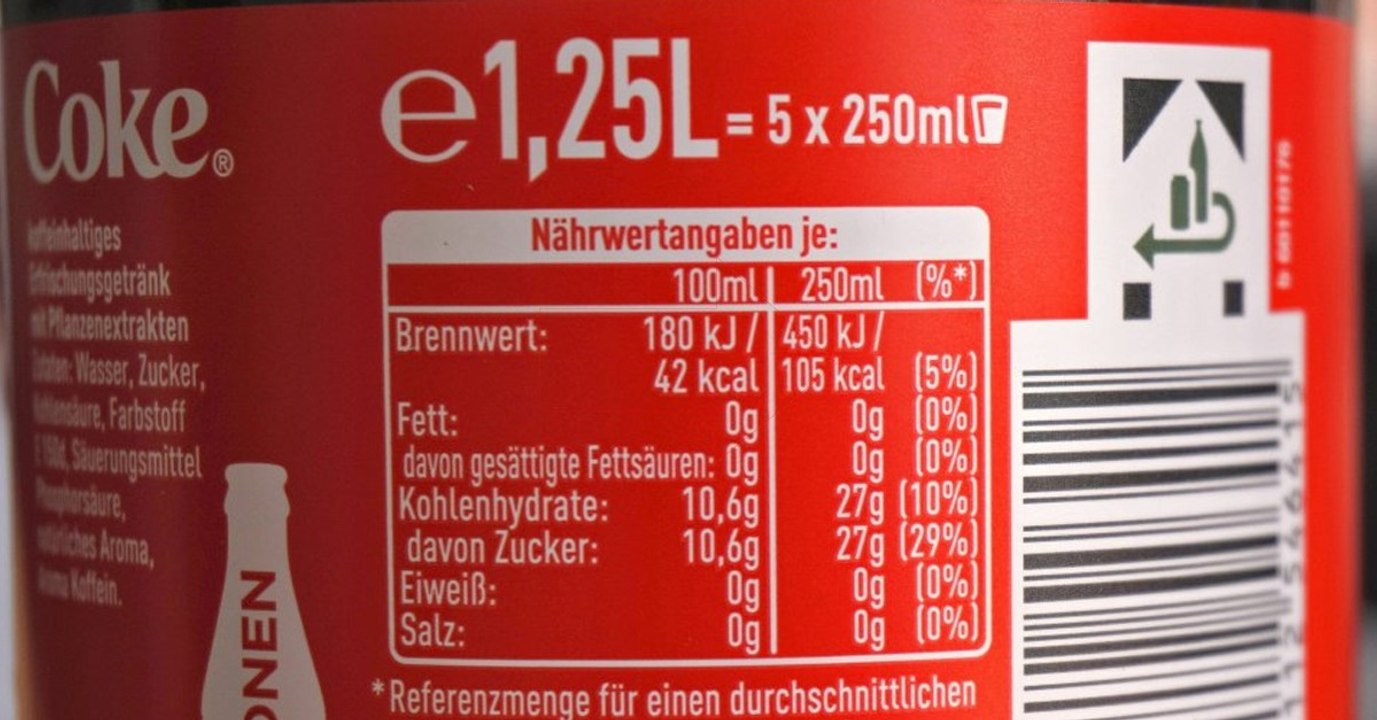 Coke®
koffeinhaltiges
Erfrischungsgetränk
mit Pflanzenextrakten
Zutaten: Wasser, Zucker,
Kohlensäure, Farbstoff
E 150d, Säuerungsmittel
Phosphorsäure,
natürliches Aroma,
Aroma Koffein.
ONEN
℮1,25L = 5 x 250ml
Nährwertangaben je:
100ml 250ml (%*)
Brennwert: 180 kJ / 450 kJ /
42 kcal 105 kcal (5%)
Fett: 0g 0g (0%)
davon gesättigte Fettsäuren: 0g 0g (0%)
Kohlenhydrate: 10,6g 27g (10%)
davon Zucker: 10,6g 27g (29%)
Eiweiß: 0g 0g (0%)
Salz: 0g 0g (0%)
*Referenzmenge für einen durchschnittlichen